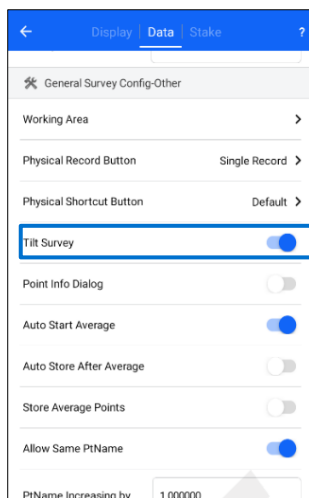 ← Display | Data | Stake ?
General Survey Config-Other
Working Area >
Physical Record Button Single Record >
Physical Shortcut Button Default >
Tilt Survey
Point Info Dialog
Auto Start Average
Auto Store After Average
Store Average Points
Allow Same PtName
PtName Increasing by 1.000000